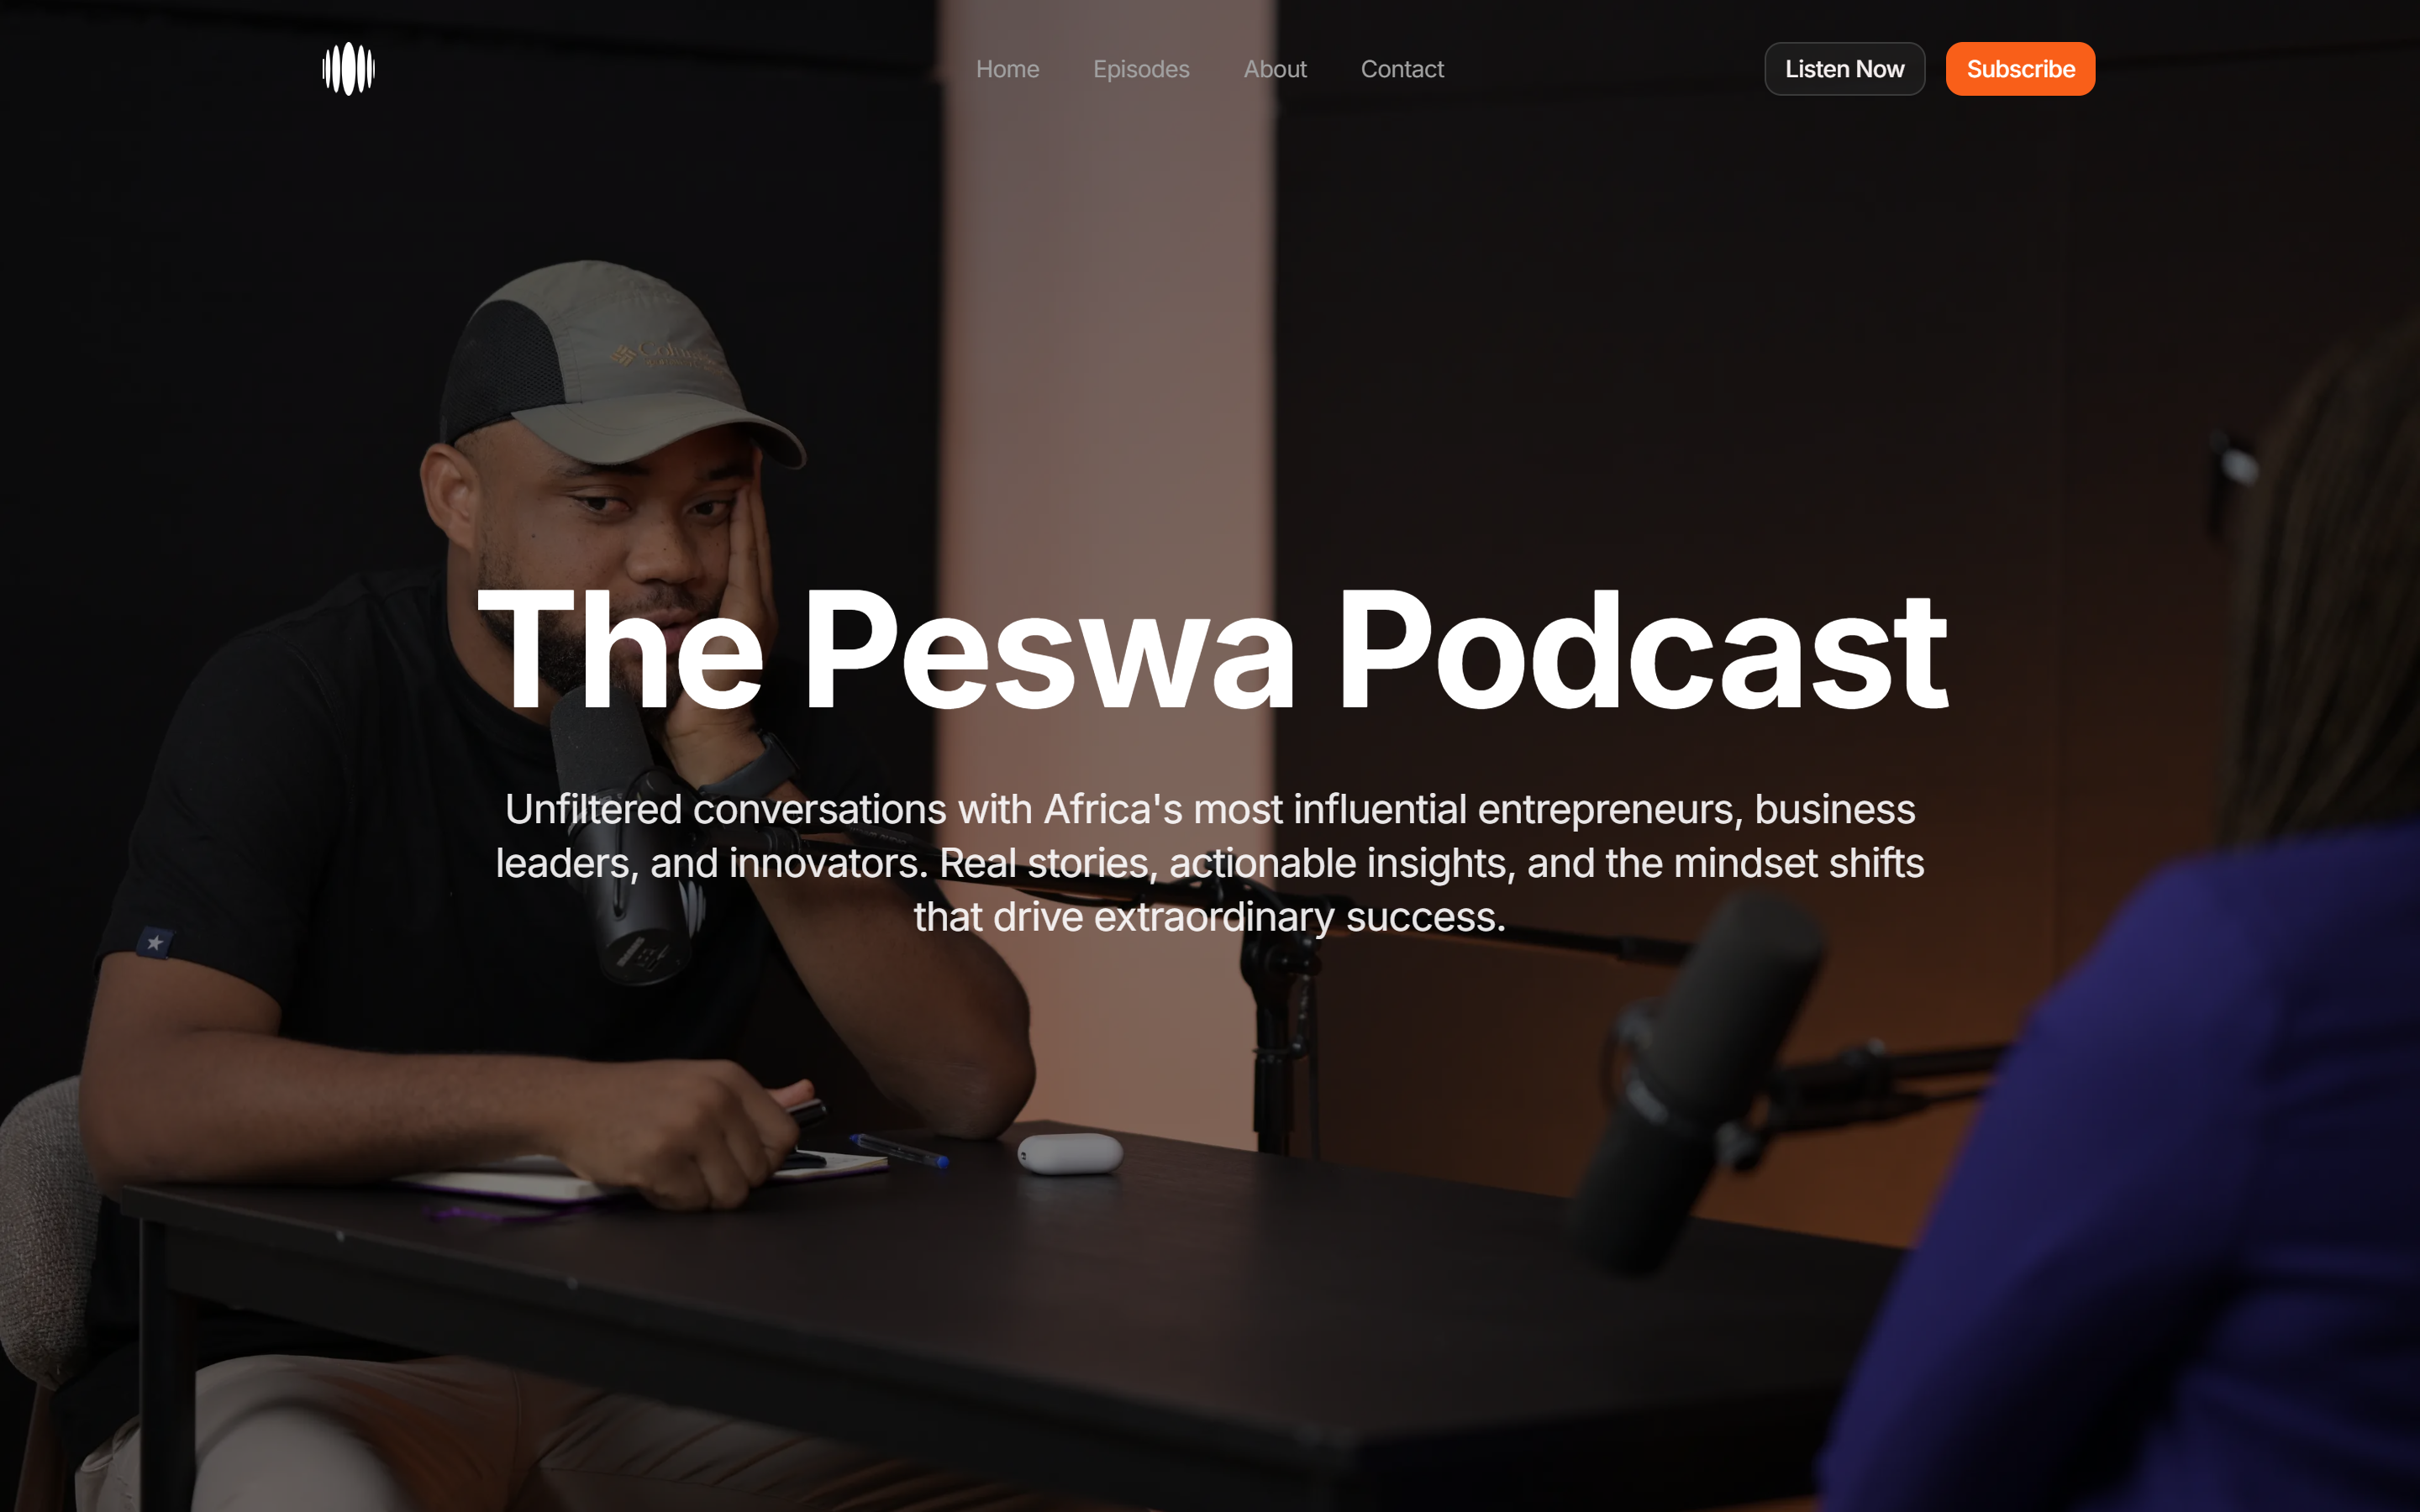 Home Episodes About Contact Listen Now Subscribe
The Peswa Podcast
Unfiltered conversations with Africa's most influential entrepreneurs, business
leaders, and innovators. Real stories, actionable insights, and the mindset shifts
that drive extraordinary success.